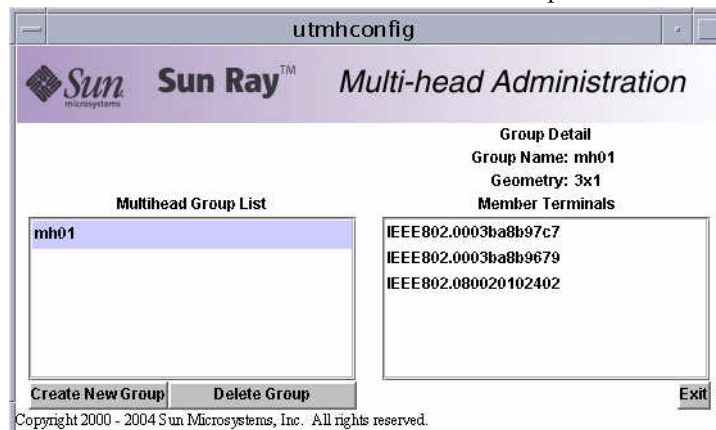 utmhconfig
Sun microsystems Sun Ray™ Multi-head Administration
Group Detail
Group Name: mh01
Geometry: 3x1
Multihead Group List
Member Terminals
mh01
IEEE802.0003ba8b97c7
IEEE802.0003ba8b9679
IEEE802.080020102402
Create New Group Delete Group
Exit
Copyright 2000 - 2004 Sun Microsystems, Inc. All rights reserved.